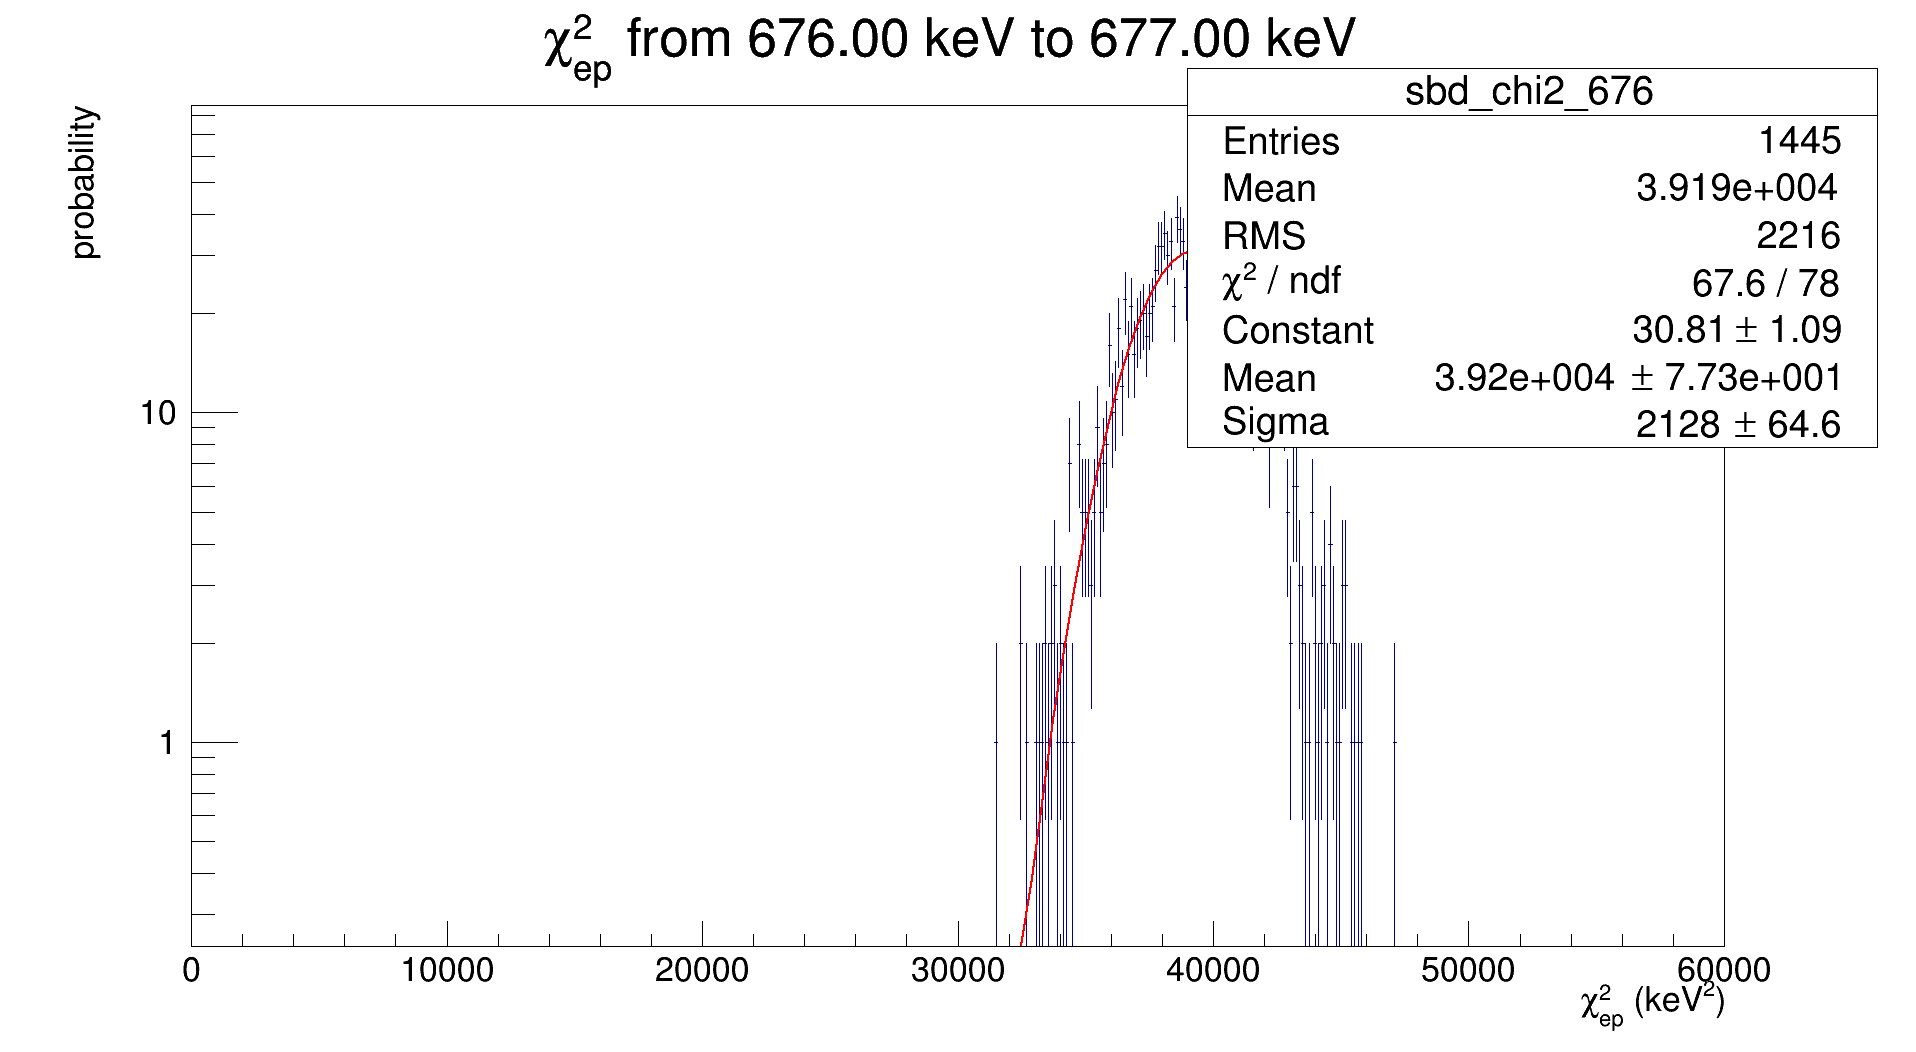 χ²ep from 676.00 keV to 677.00 keV
probability
sbd_chi2_676
Entries 1445
Mean 3.919e+004
RMS 2216
χ² / ndf 67.6 / 78
Constant 30.81 ± 1.09
Mean 3.92e+004 ± 7.73e+001
Sigma 2128 ± 64.6
10
1
0 10000 20000 30000 40000 50000 60000
χ²ep (keV²)